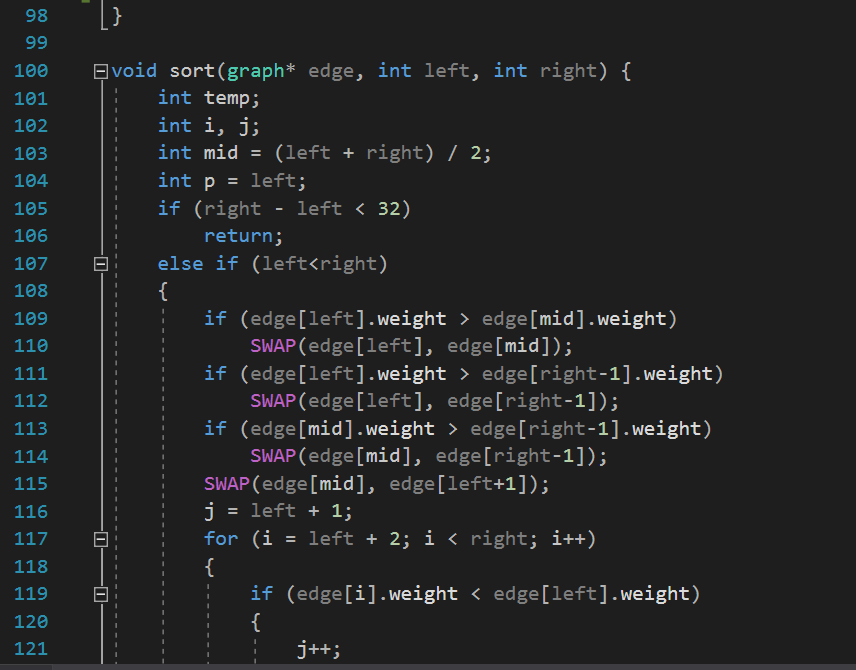 98 }
99
100 void sort(graph* edge, int left, int right) {
101 int temp;
102 int i, j;
103 int mid = (left + right) / 2;
104 int p = left;
105 if (right - left < 32)
106 return;
107 else if (left<right)
108 {
109 if (edge[left].weight > edge[mid].weight)
110 SWAP(edge[left], edge[mid]);
111 if (edge[left].weight > edge[right-1].weight)
112 SWAP(edge[left], edge[right-1]);
113 if (edge[mid].weight > edge[right-1].weight)
114 SWAP(edge[mid], edge[right-1]);
115 SWAP(edge[mid], edge[left+1]);
116 j = left + 1;
117 for (i = left + 2; i < right; i++)
118 {
119 if (edge[i].weight < edge[left].weight)
120 {
121 j++;